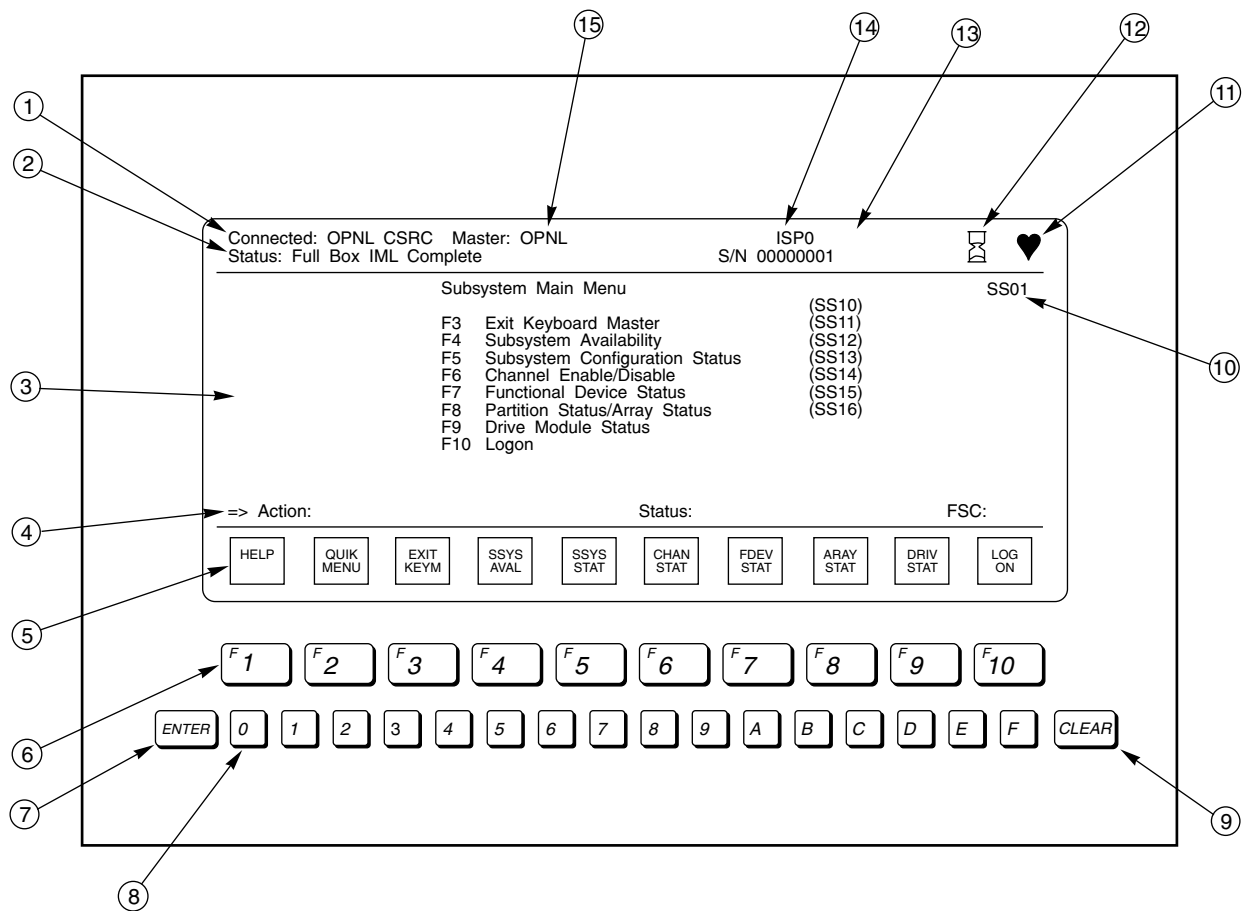 15
14
13
12
11
1
2
Connected: OPNL CSRC Master: OPNL
ISP0
Status: Full Box IML Complete
S/N 00000001
Subsystem Main Menu
SS01
(SS10)
F3 Exit Keyboard Master (SS11)
F4 Subsystem Availability (SS12)
F5 Subsystem Configuration Status (SS13)
F6 Channel Enable/Disable (SS14)
F7 Functional Device Status (SS15)
F8 Partition Status/Array Status (SS16)
F9 Drive Module Status
F10 Logon
10
3
4
=> Action: Status: FSC:
HELP
QUIK
MENU
EXIT
KEYM
SSYS
AVAL
SSYS
STAT
CHAN
STAT
FDEV
STAT
ARAY
STAT
DRIV
STAT
LOG
ON
5
F1 F2 F3 F4 F5 F6 F7 F8 F9 F10
6
ENTER 0 1 2 3 4 5 6 7 8 9 A B C D E F CLEAR
7
8
9